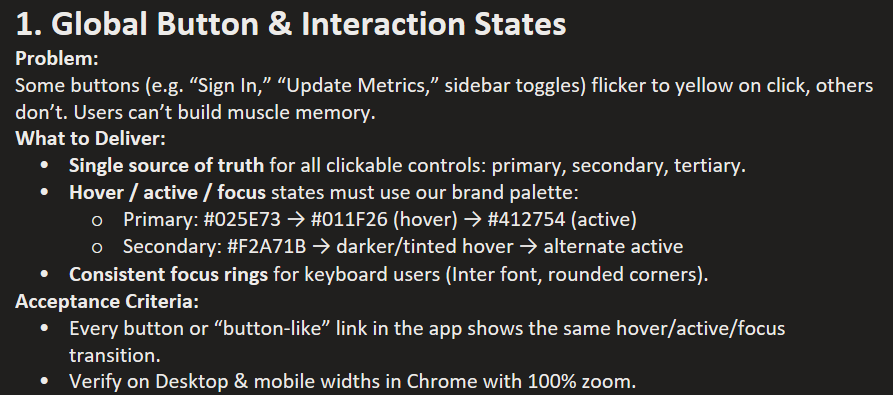 1. Global Button & Interaction States
Problem:
Some buttons (e.g. “Sign In,” “Update Metrics,” sidebar toggles) flicker to yellow on click, others
don’t. Users can’t build muscle memory.
What to Deliver:
• Single source of truth for all clickable controls: primary, secondary, tertiary.
• Hover / active / focus states must use our brand palette:
o Primary: #025E73 → #011F26 (hover) → #412754 (active)
o Secondary: #F2A71B → darker/tinted hover → alternate active
• Consistent focus rings for keyboard users (Inter font, rounded corners).
Acceptance Criteria:
• Every button or “button-like” link in the app shows the same hover/active/focus
transition.
• Verify on Desktop & mobile widths in Chrome with 100% zoom.